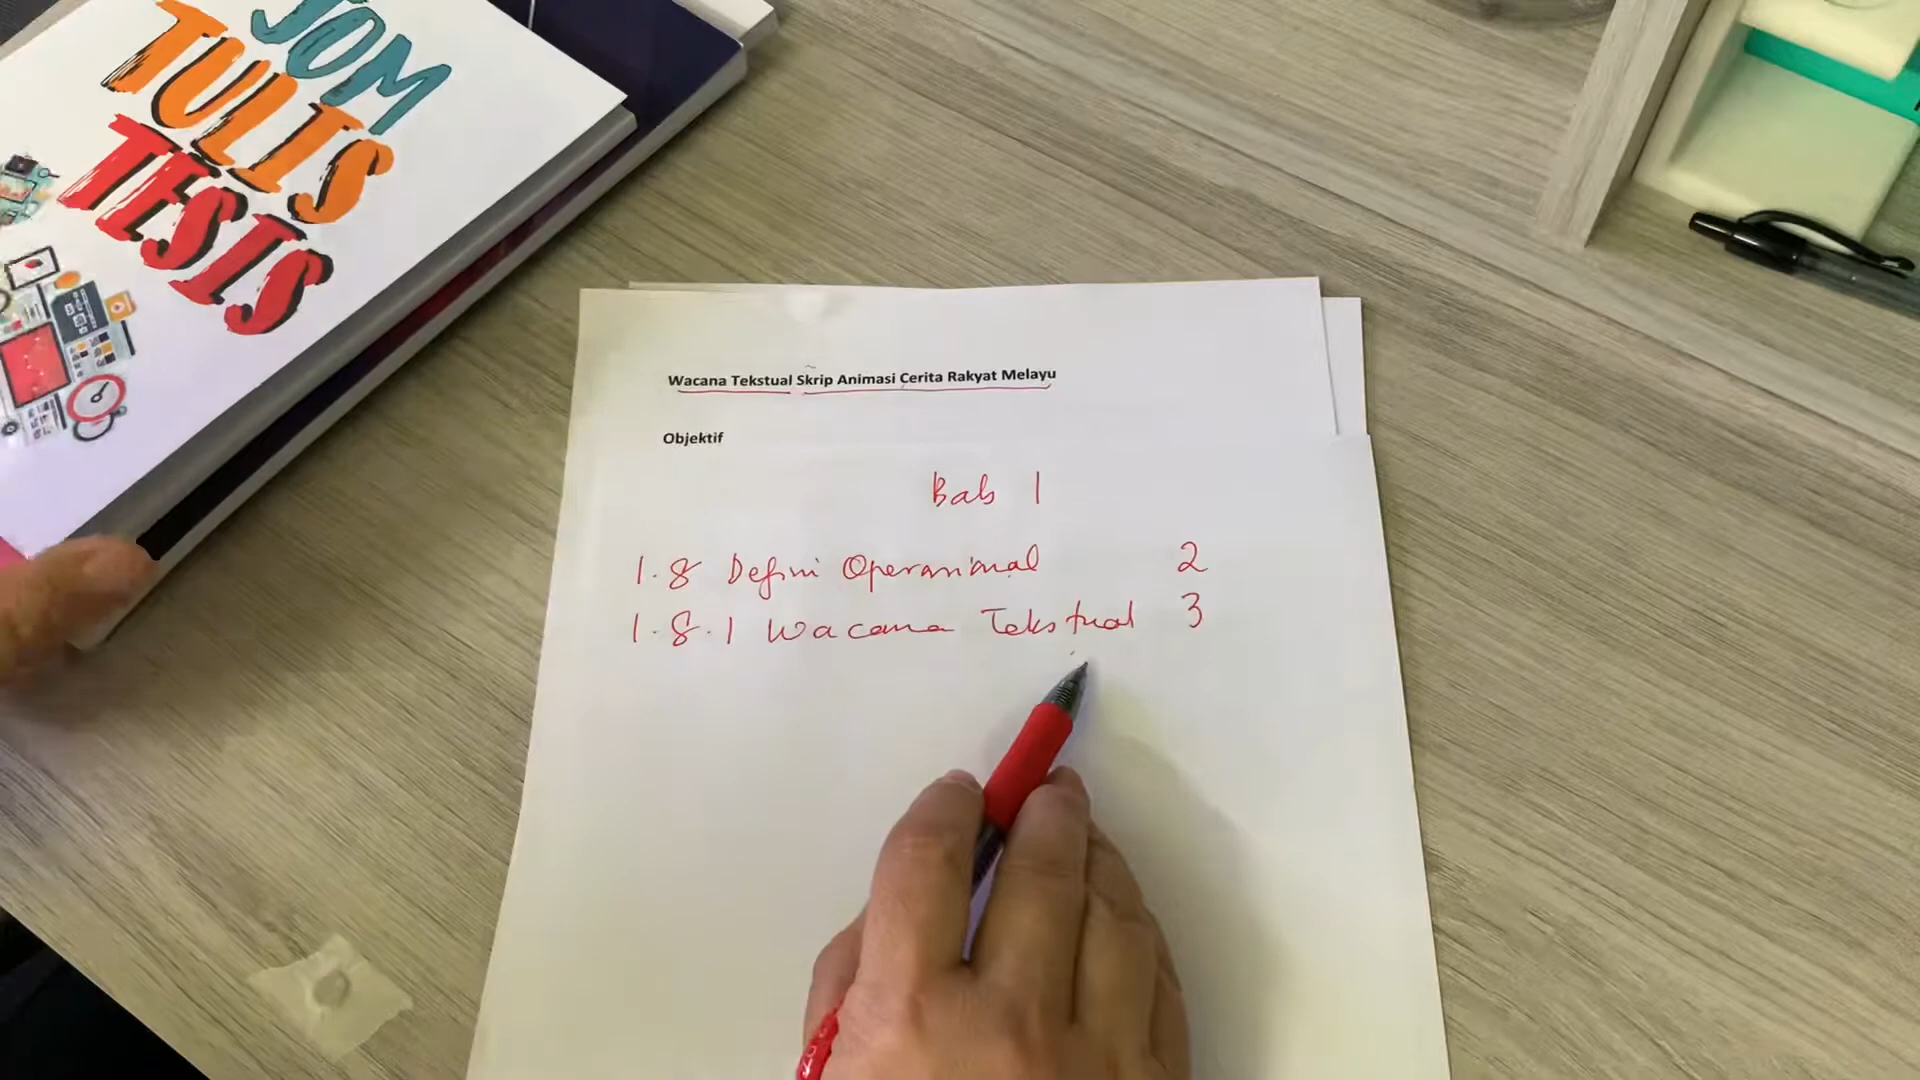 JOM
TULIS
TESIS
Wacana Tekstual Skrip Animasi Cerita Rakyat Melayu
Objektif
Bab 1
1.8 Defini Operasional 2
1.8.1 Wacana Tekstual 3